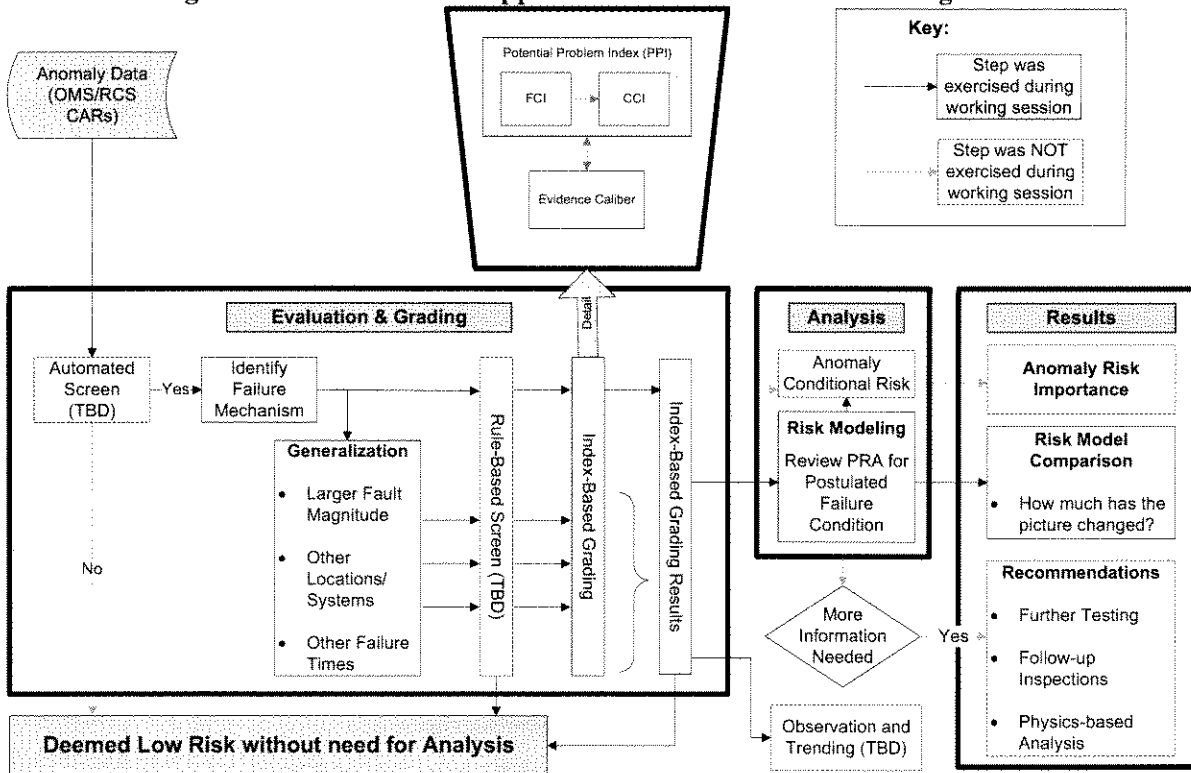 Potential Problem Index (PPI)
FCI
CCI
Evidence Caliber
Key:
Step was
exercised during
working session
Step was NOT
exercised during
working session
Anomaly Data
(OMS/RCS
CARs)
Evaluation & Grading
Detail
Automated
Screen
(TBD)
Yes
Identify
Failure
Mechanism
Generalization
• Larger Fault
Magnitude
• Other
Locations/
Systems
• Other Failure
Times
No
Rule-Based Screen (TBD)
Index-Based Grading
Index-Based Grading Results
Deemed Low Risk without need for Analysis
Analysis
Anomaly
Conditional Risk
Risk Modeling
Review PRA for
Postulated
Failure
Condition
More
Information
Needed
Yes
Observation and
Trending (TBD)
Results
Anomaly Risk
Importance
Risk Model
Comparison
• How much has the
picture changed?
Recommendations
• Further Testing
• Follow-up
Inspections
• Physics-based
Analysis